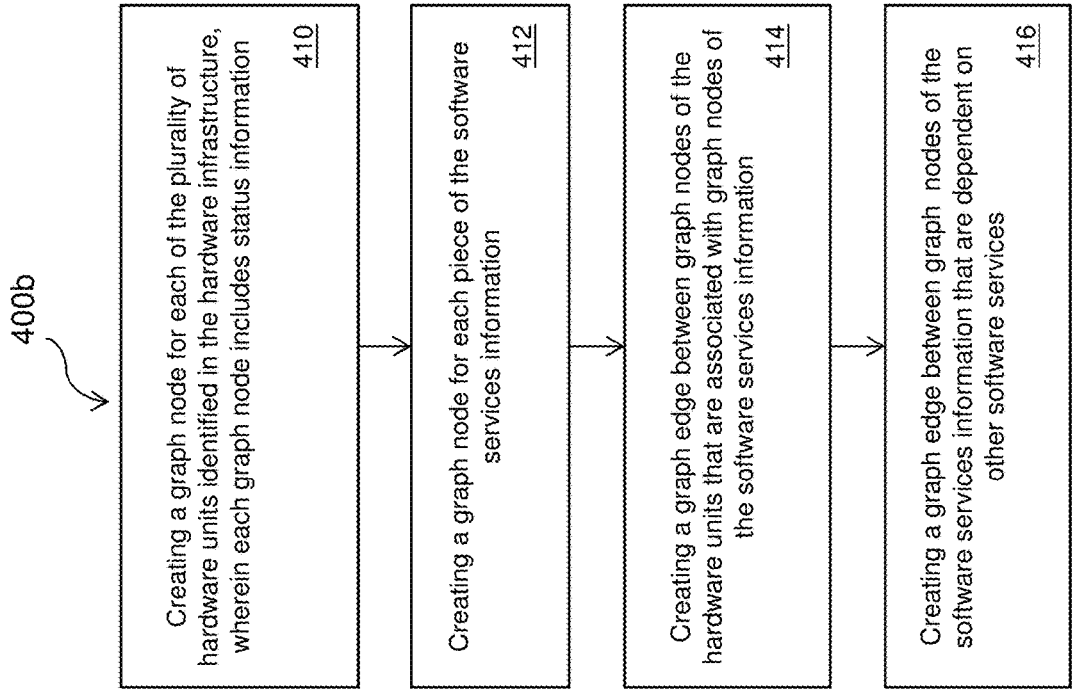 400b
Creating a graph node for each of the plurality of
hardware units identified in the hardware infrastructure,
wherein each graph node includes status information
410
Creating a graph node for each piece of the software
services information
412
Creating a graph edge between graph nodes of the
hardware units that are associated with graph nodes of
the software services information
414
Creating a graph edge between graph nodes of the
software services information that are dependent on
other software services
416